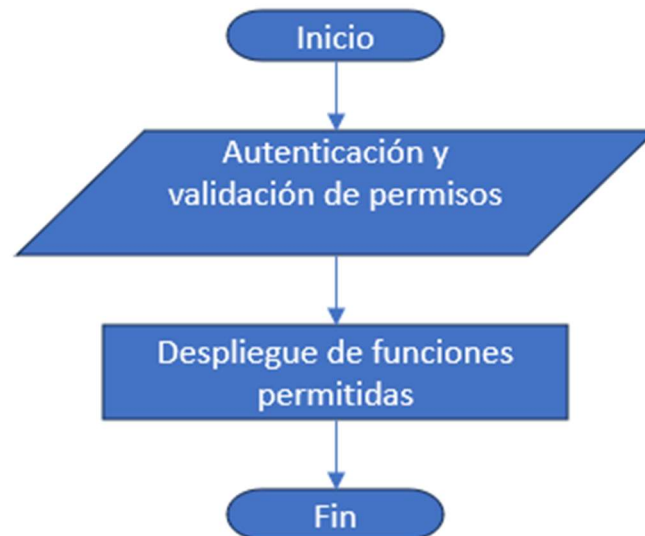 Inicio
Autenticación y
validación de permisos
Despliegue de funciones
permitidas
Fin